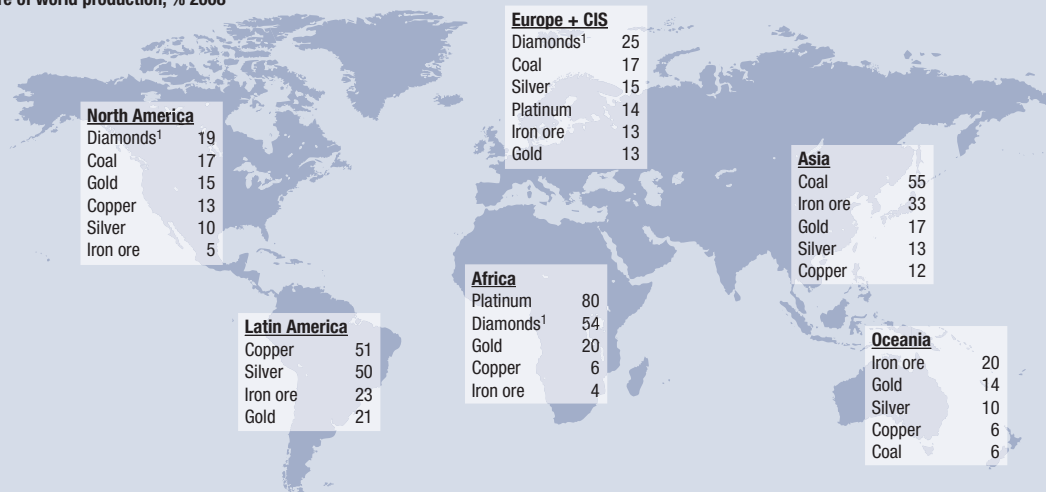 of world production, % 2008
Europe + CIS
Diamonds¹ 25
Coal 17
Silver 15
Platinum 14
Iron ore 13
Gold 13
North America
Diamonds¹ 19
Coal 17
Gold 15
Copper 13
Silver 10
Iron ore 5
Asia
Coal 55
Iron ore 33
Gold 17
Silver 13
Copper 12
Africa
Platinum 80
Diamonds¹ 54
Gold 20
Copper 6
Iron ore 4
Latin America
Copper 51
Silver 50
Iron ore 23
Gold 21
Oceania
Iron ore 20
Gold 14
Silver 10
Copper 6
Coal 6